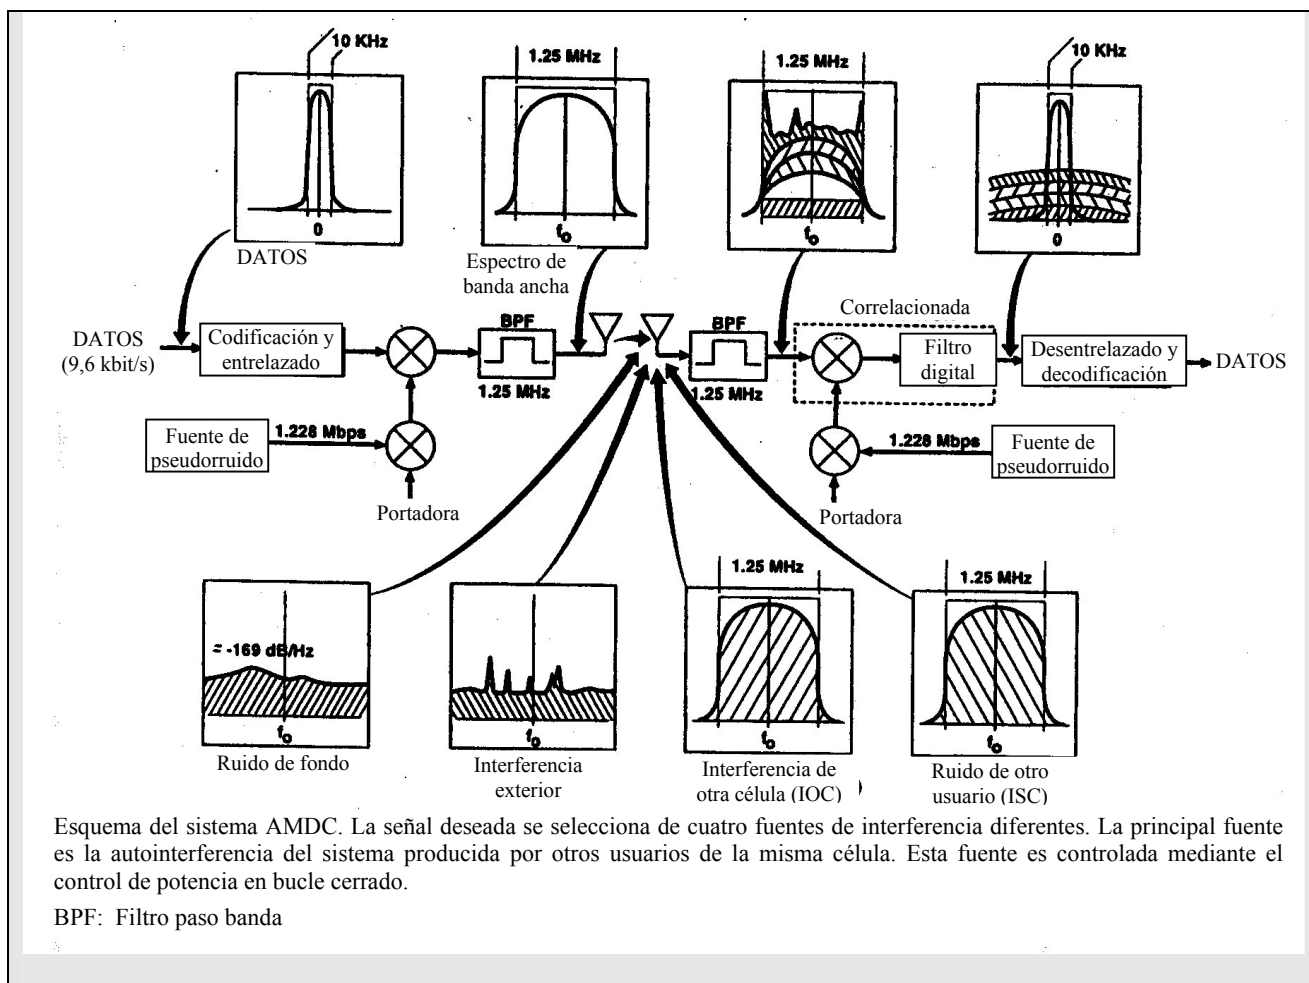 10 KHz
1.25 MHz
1.25 MHz
10 KHz
0
f₀
f₀
0
DATOS
Espectro de
banda ancha
Correlacionada
DATOS
(9,6 kbit/s)
Codificación y
entrelazado
BPF
1.25 MHz
BPF
1.25 MHz
Filtro
digital
Desentrelazado y
decodificación
DATOS
Fuente de
pseudorruido
1.228 Mbps
Portadora
1.228 Mbps
Fuente de
pseudorruido
Portadora
≈ -169 dB/Hz
f₀
Ruido de fondo
f₀
Interferencia
exterior
1.25 MHz
f₀
Interferencia de
otra célula (IOC)
1.25 MHz
f₀
Ruido de otro
usuario (ISC)
Esquema del sistema AMDC. La señal deseada se selecciona de cuatro fuentes de interferencia diferentes. La principal fuente
es la autointerferencia del sistema producida por otros usuarios de la misma célula. Esta fuente es controlada mediante el
control de potencia en bucle cerrado.
BPF: Filtro paso banda